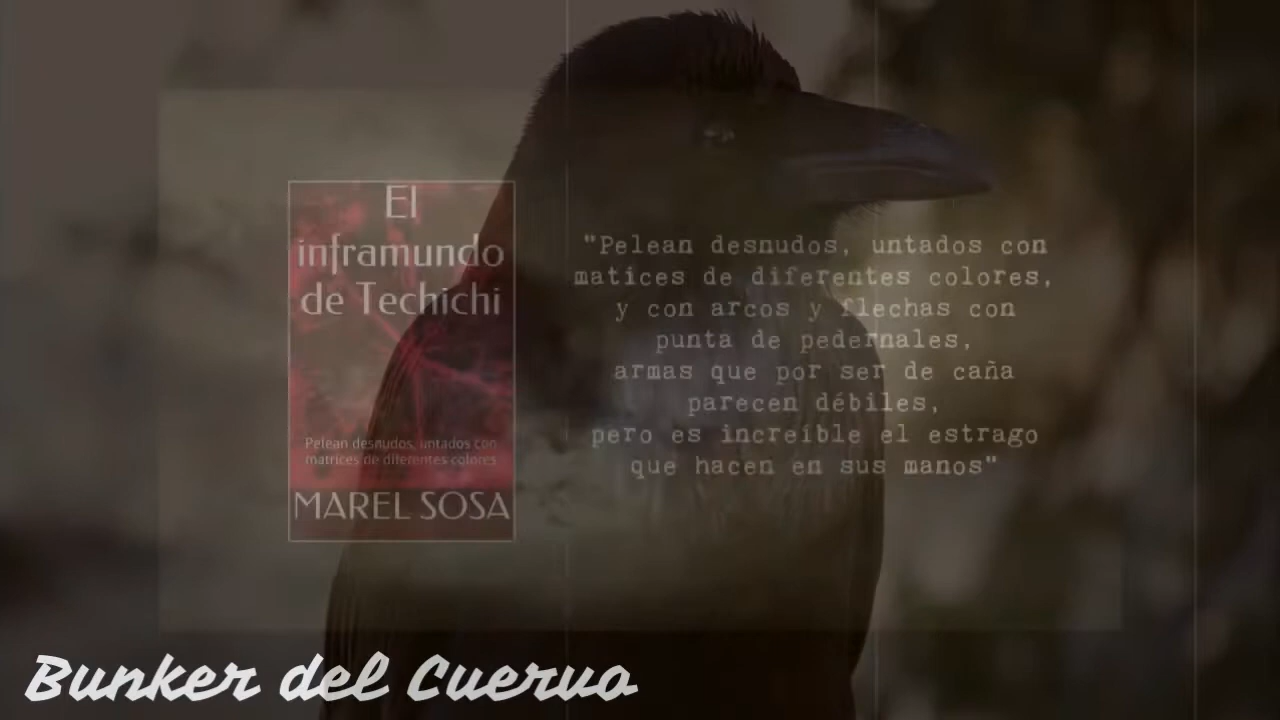 El
inframundo
de Techichi
Pelean desnudos, untados con
matrices de diferentes colores
MAREL SOSA
"Pelean desnudos, untados con
matices de diferentes colores,
y con arcos y flechas con
punta de pedernales,
armas que por ser de caña
parecen débiles,
pero es increíble el estrago
que hacen en sus manos"
Bunker del Cuervo